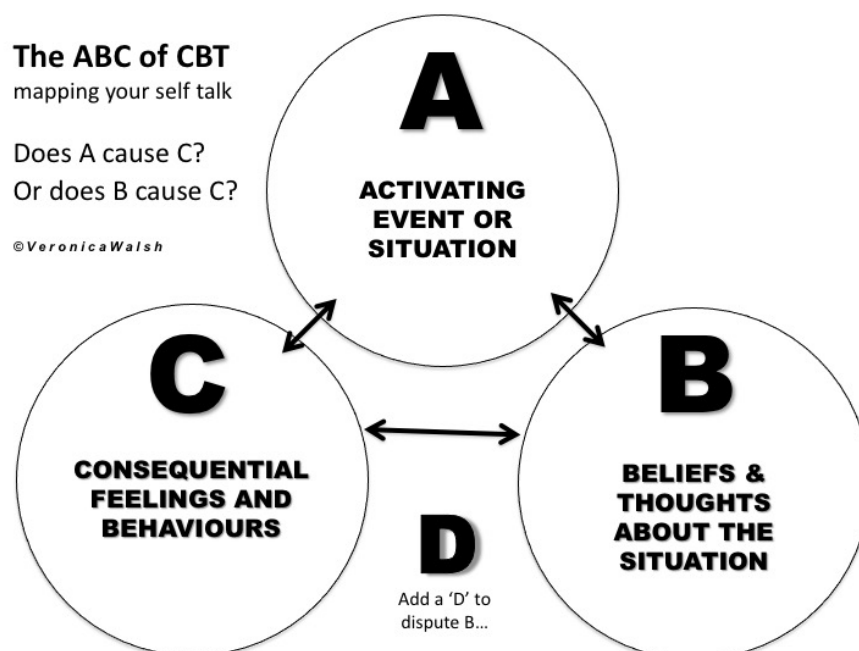 The ABC of CBT
mapping your self talk
Does A cause C?
Or does B cause C?
©VeronicaWalsh
A
ACTIVATING
EVENT OR
SITUATION
C
CONSEQUENTIAL
FEELINGS AND
BEHAVIOURS
B
BELIEFS &
THOUGHTS
ABOUT THE
SITUATION
D
Add a ‘D’ to
dispute B…